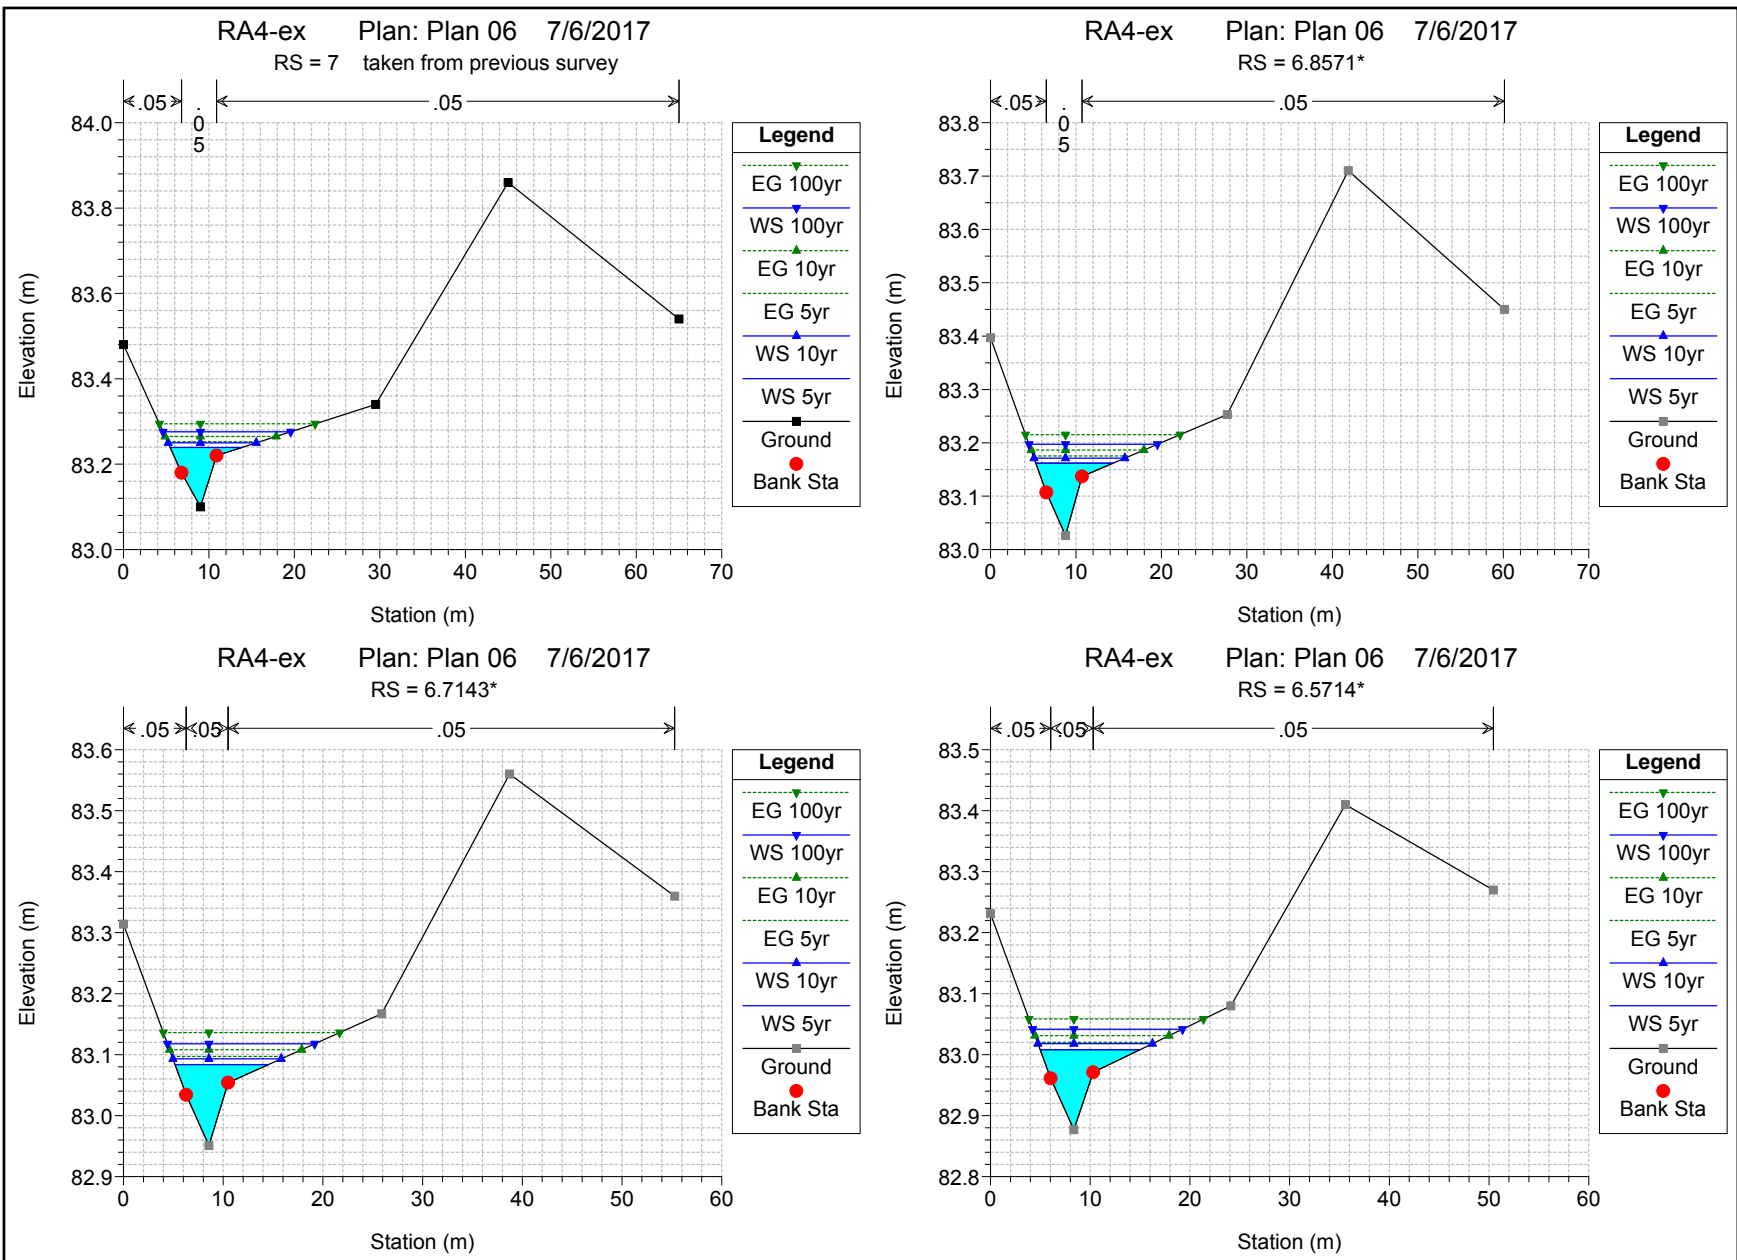 RA4-ex Plan: Plan 06 7/6/2017
RS = 7 taken from previous survey
.05
.05
.05
84.0
83.8
83.6
83.4
83.2
83.0
Elevation (m)
0 10 20 30 40 50 60 70
Station (m)
Legend
EG 100yr
WS 100yr
EG 10yr
EG 5yr
WS 10yr
WS 5yr
Ground
Bank Sta
RA4-ex Plan: Plan 06 7/6/2017
RS = 6.8571*
.05
.05
.05
83.8
83.7
83.6
83.5
83.4
83.3
83.2
83.1
83.0
Elevation (m)
0 10 20 30 40 50 60 70
Station (m)
Legend
EG 100yr
WS 100yr
EG 10yr
EG 5yr
WS 10yr
WS 5yr
Ground
Bank Sta
RA4-ex Plan: Plan 06 7/6/2017
RS = 6.7143*
.05 .05 .05
83.6
83.5
83.4
83.3
83.2
83.1
83.0
82.9
Elevation (m)
0 10 20 30 40 50 60
Station (m)
Legend
EG 100yr
WS 100yr
EG 10yr
EG 5yr
WS 10yr
WS 5yr
Ground
Bank Sta
RA4-ex Plan: Plan 06 7/6/2017
RS = 6.5714*
.05 .05 .05
83.5
83.4
83.3
83.2
83.1
83.0
82.9
82.8
Elevation (m)
0 10 20 30 40 50 60
Station (m)
Legend
EG 100yr
WS 100yr
EG 10yr
EG 5yr
WS 10yr
WS 5yr
Ground
Bank Sta